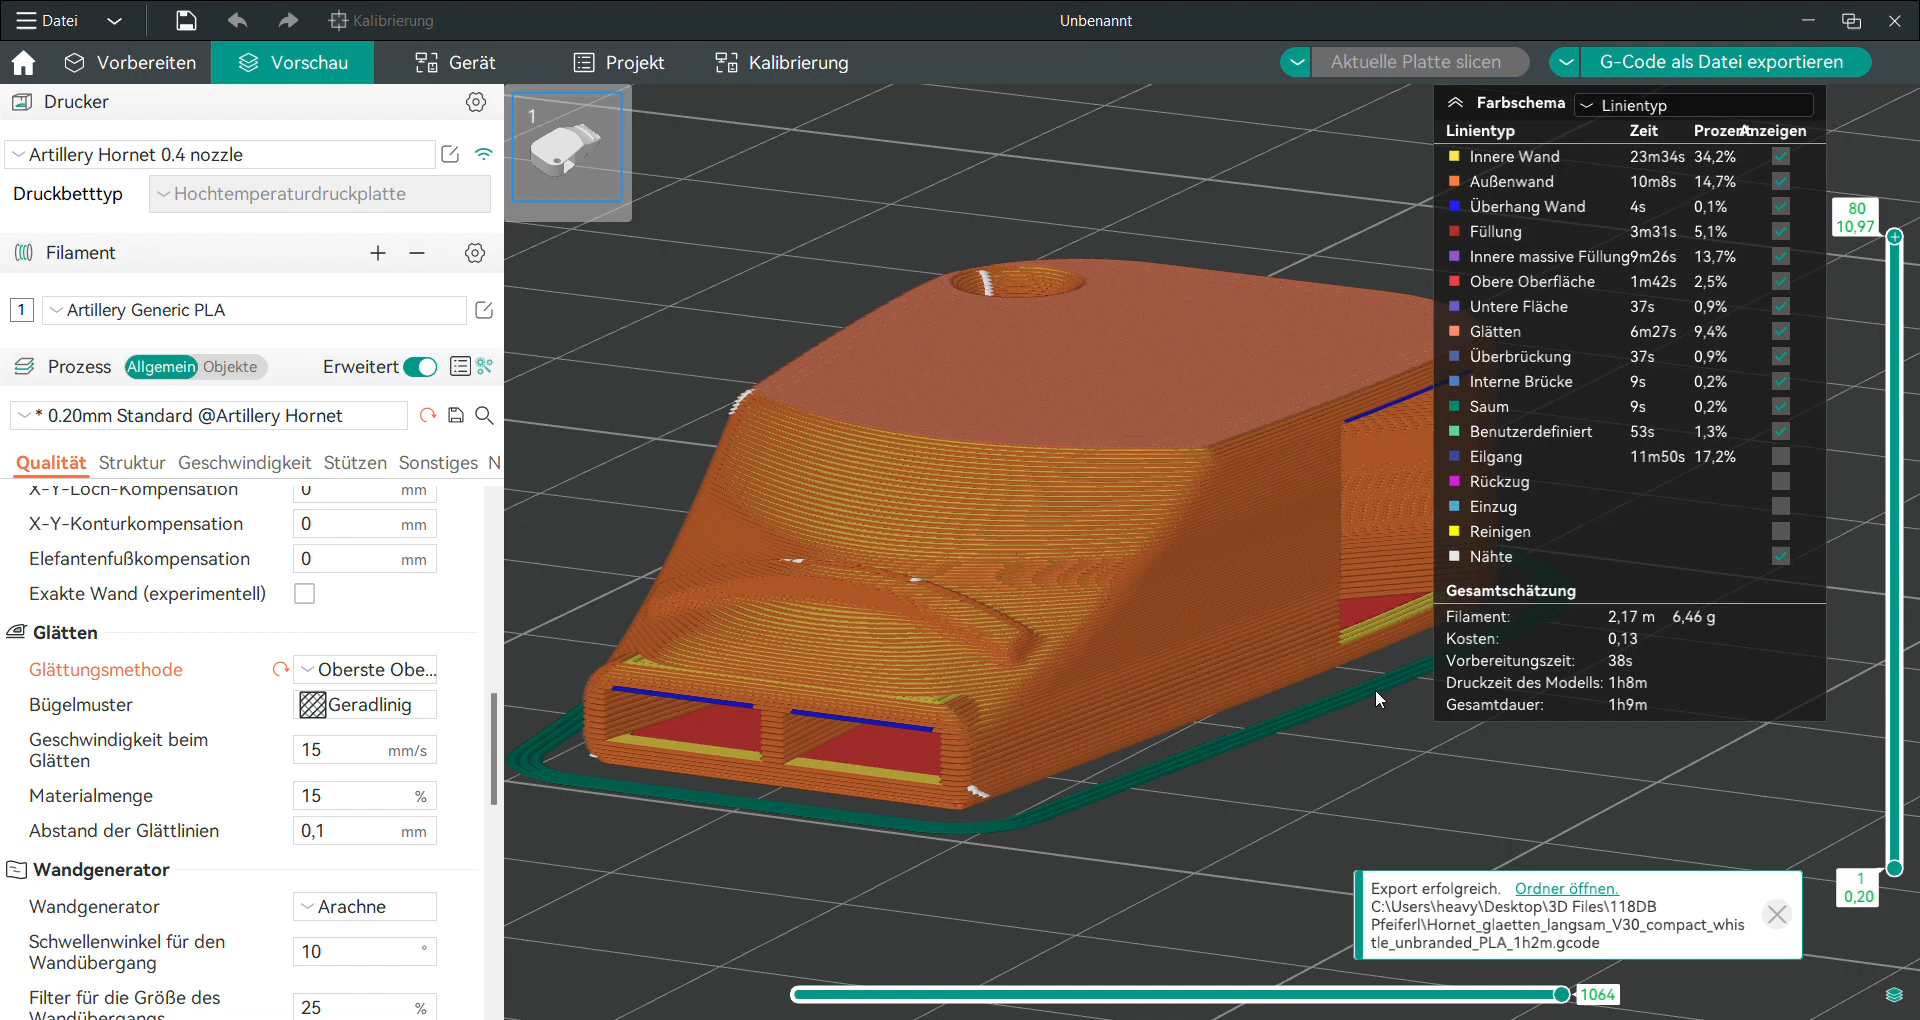 Datei
Kalibrierung
Unbenannt
Vorbereiten
Vorschau
Gerät
Projekt
Kalibrierung
Aktuelle Platte slicen
G-Code als Datei exportieren
Drucker
Artillery Hornet 0.4 nozzle
Druckbetttyp
Hochtemperaturdruckplatte
Filament
1
Artillery Generic PLA
Prozess
Allgemein
Objekte
Erweitert
* 0.20mm Standard @Artillery Hornet
Qualität Struktur Geschwindigkeit Stützen Sonstiges N
X-Y-Loch-Kompensation 0 mm
X-Y-Konturkompensation 0 mm
Elefantenfußkompensation 0 mm
Exakte Wand (experimentell)
Glätten
Glättungsmethode Oberste Obe...
Bügelmuster Geradlinig
Geschwindigkeit beim
Glätten
15 mm/s
Materialmenge 15 %
Abstand der Glättlinien 0,1 mm
Wandgenerator
Wandgenerator Arachne
Schwellenwinkel für den
Wandübergang
10 °
Filter für die Größe des
Wandübergangs
25 %
1
Farbschema Linientyp
Linientyp Zeit Prozent Anzeigen
Innere Wand 23m34s 34,2%
Außenwand 10m8s 14,7%
Überhang Wand 4s 0,1%
Füllung 3m31s 5,1%
Innere massive Füllung 9m26s 13,7%
Obere Oberfläche 1m42s 2,5%
Untere Fläche 37s 0,9%
Glätten 6m27s 9,4%
Überbrückung 37s 0,9%
Interne Brücke 9s 0,2%
Saum 9s 0,2%
Benutzerdefiniert 53s 1,3%
Eilgang 11m50s 17,2%
Rückzug
Einzug
Reinigen
Nähte
Gesamtschätzung
Filament: 2,17 m 6,46 g
Kosten: 0,13
Vorbereitungszeit: 38s
Druckzeit des Modells: 1h8m
Gesamtdauer: 1h9m
80
10,97
1
0,20
Export erfolgreich. Ordner öffnen.
C:\Users\heavy\Desktop\3D Files\118DB
Pfeiferl\Hornet_glaetten_langsam_V30_compact_whis
tle_unbranded_PLA_1h2m.gcode
1064